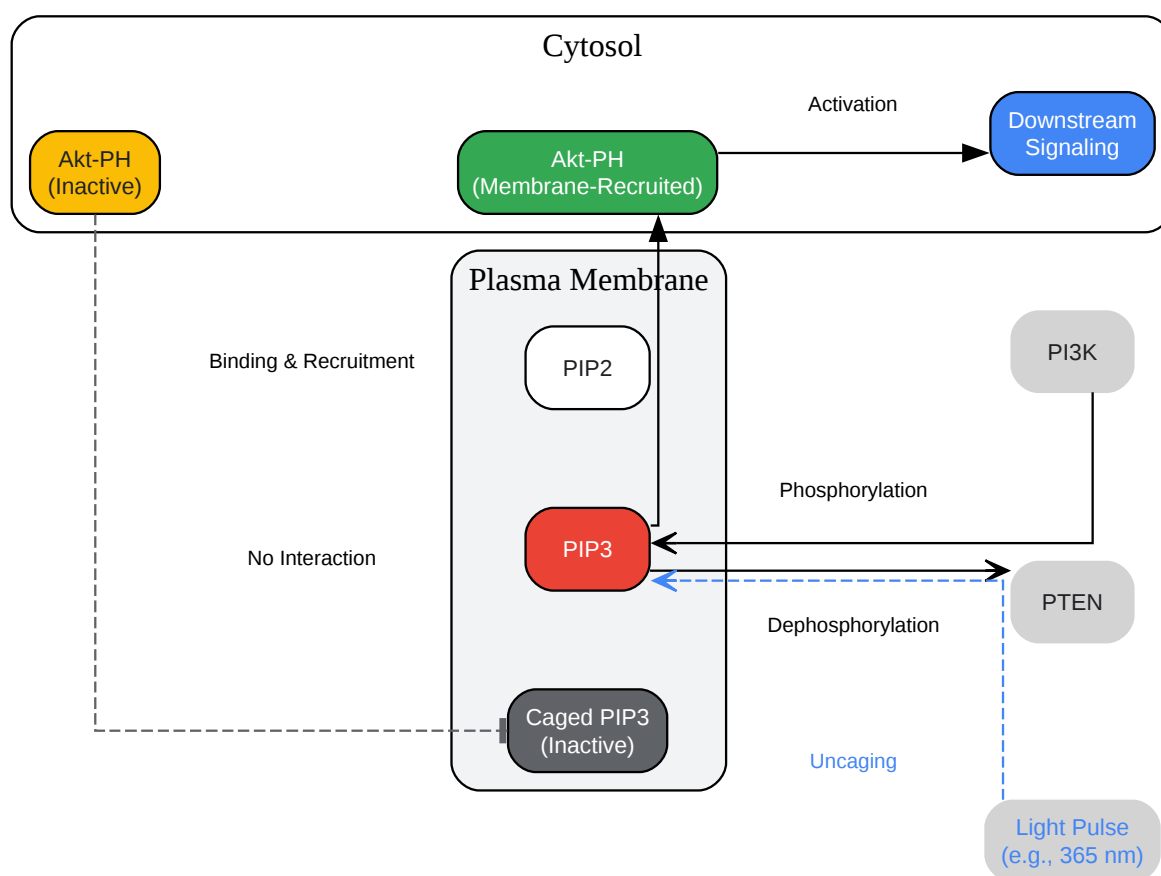 Cytosol
Activation
Akt-PH
(Inactive)
Akt-PH
(Membrane-Recruited)
Downstream
Signaling
Plasma Membrane
Binding & Recruitment
PIP2
PI3K
Phosphorylation
No Interaction
PIP3
PTEN
Dephosphorylation
Caged PIP3
(Inactive)
Uncaging
Light Pulse
(e.g., 365 nm)